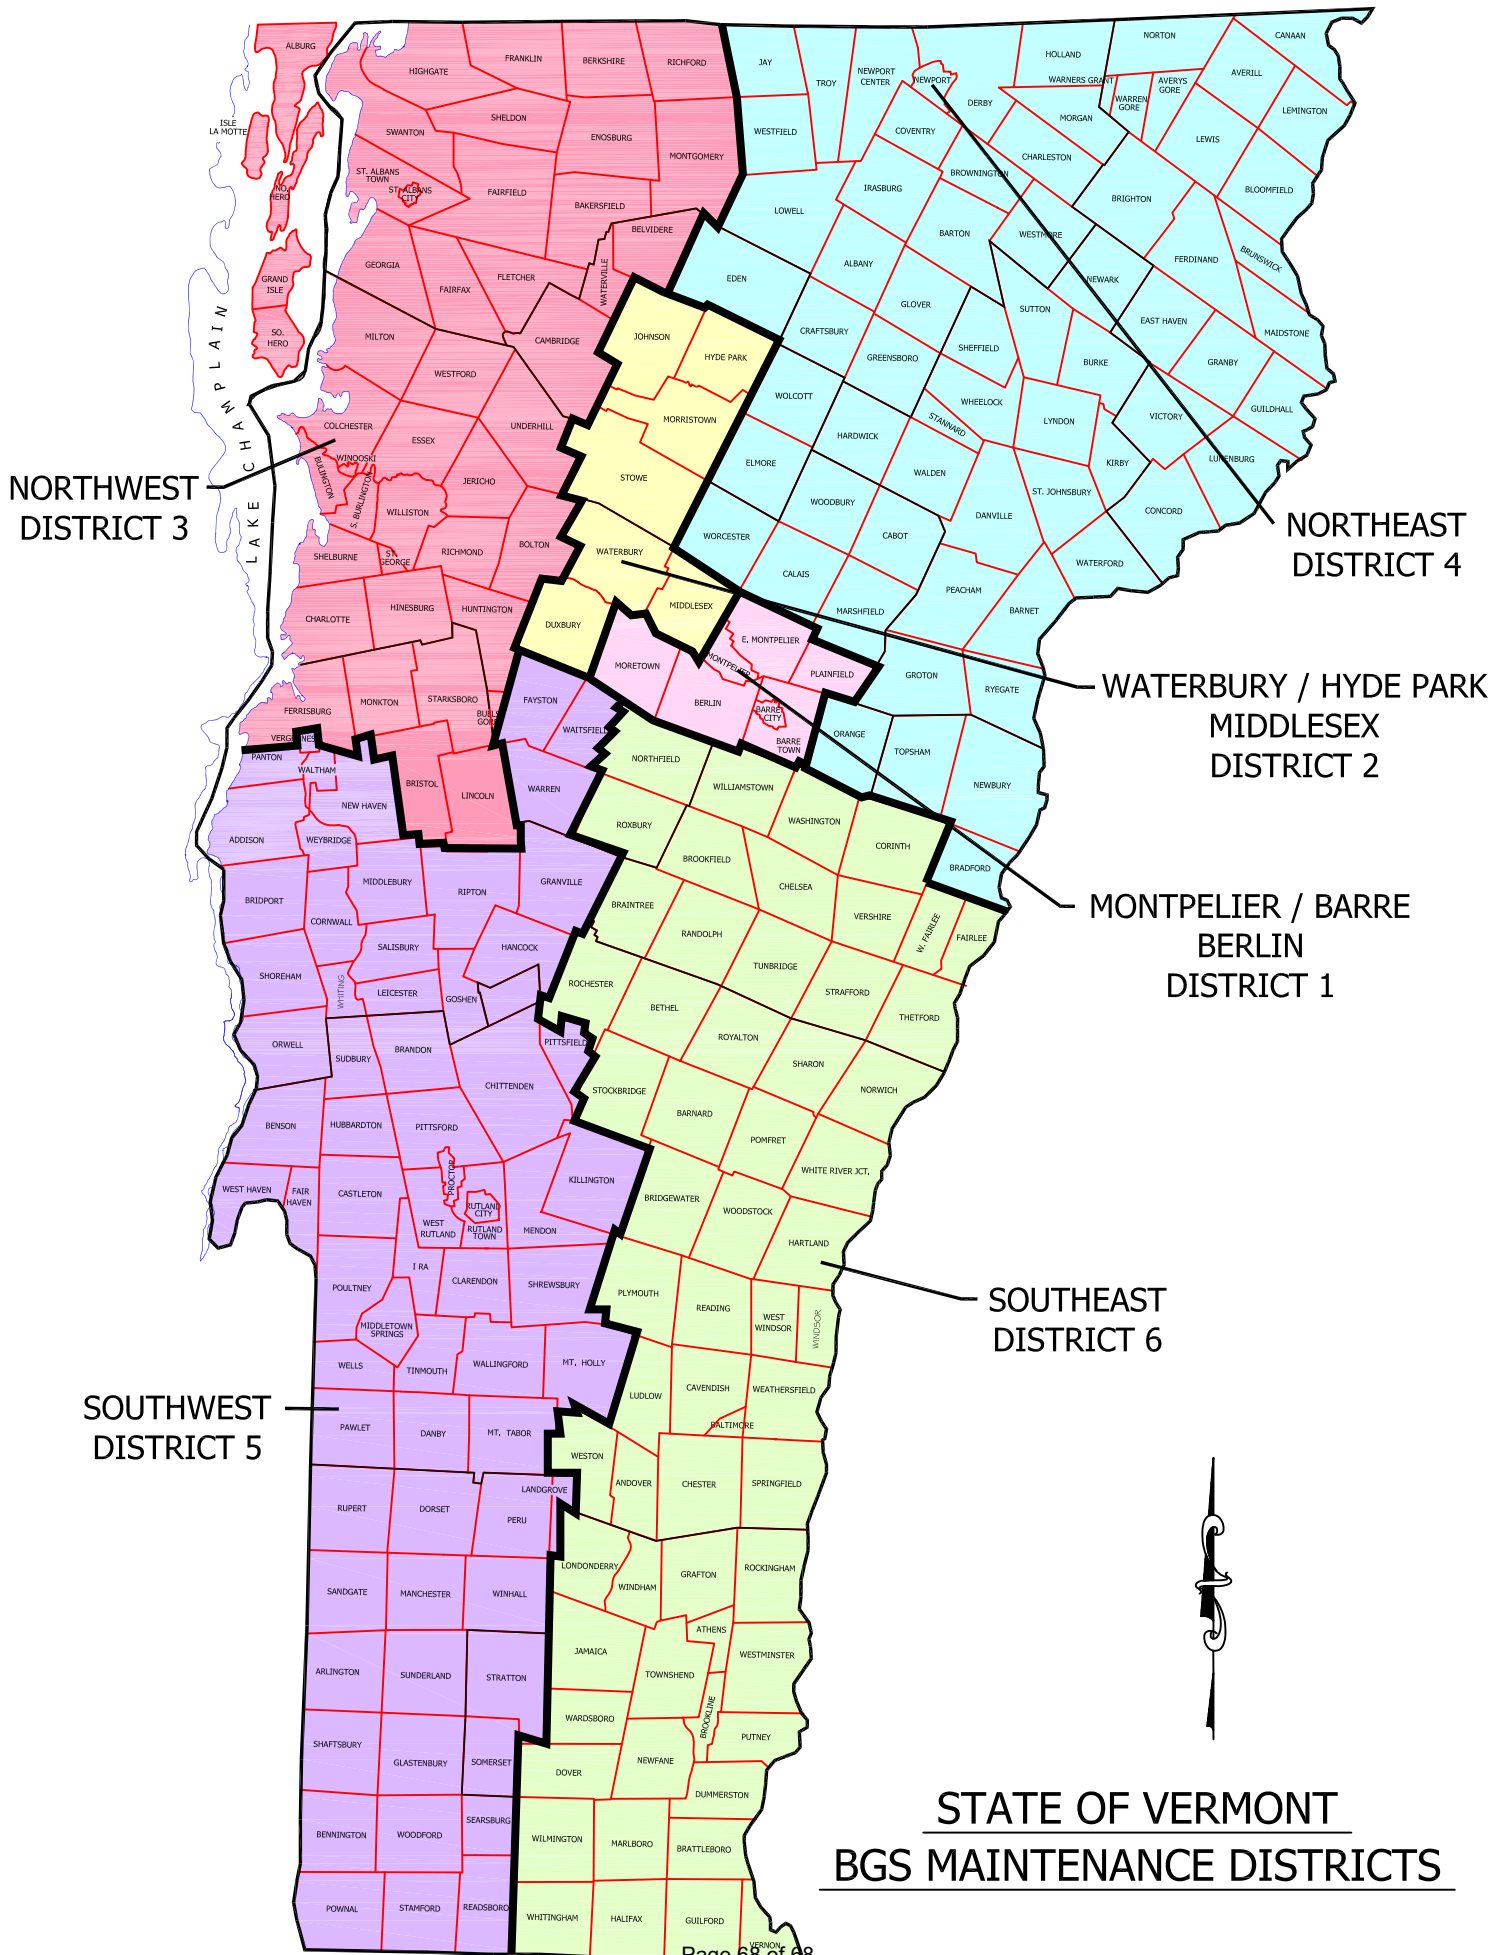 ALBURG
HIGHGATE
FRANKLIN
BERKSHIRE
RICHFORD
JAY
TROY
NEWPORT
CENTER
NEWPORT
DERBY
HOLLAND
NORTON
CANAAN
WARNERS GRANT
AVERYS
GORE
AVERILL
WARREN
GORE
LEMINGTON
MORGAN
ISLE
LA MOTTE
SWANTON
SHELDON
ENOSBURG
WESTFIELD
COVENTRY
LEWIS
MONTGOMERY
CHARLESTON
ST. ALBANS
TOWN
ST. ALBANS
CITY
NO.
HERO
FAIRFIELD
BAKERSFIELD
IRASBURG
BROWNINGTON
BRIGHTON
BLOOMFIELD
LOWELL
BELVIDERE
BARTON
WESTMORE
FERDINAND
BRUNSWICK
GEORGIA
FAIRFAX
FLETCHER
WATERVILLE
EDEN
ALBANY
NEWARK
GRAND
ISLE
GLOVER
SUTTON
EAST HAVEN
MAIDSTONE
SO.
HERO
MILTON
CAMBRIDGE
JOHNSON
HYDE PARK
CRAFTSBURY
GREENSBORO
SHEFFIELD
BURKE
GRANBY
LAKE CHAMPLAIN
WESTFORD
WOLCOTT
WHEELOCK
STANNARD
LYNDON
VICTORY
GUILDHALL
MORRISTOWN
COLCHESTER
ESSEX
UNDERHILL
HARDWICK
WINOOSKI
BULINGTON
S. BURLINGTON
STOWE
ELMORE
WALDEN
KIRBY
LUNENBURG
JERICHO
NORTHWEST
DISTRICT 3
WILLISTON
WOODBURY
ST. JOHNSBURY
DANVILLE
CONCORD
NORTHEAST
DISTRICT 4
SHELBURNE
ST.
GEORGE
RICHMOND
BOLTON
WATERBURY
WORCESTER
CABOT
WATERFORD
CALAIS
PEACHAM
HINESBURG
HUNTINGTON
MIDDLESEX
MARSHFIELD
BARNET
CHARLOTTE
DUXBURY
E. MONTPELIER
MORETOWN
MONTPELIER
PLAINFIELD
GROTON
RYEGATE
WATERBURY / HYDE PARK
MIDDLESEX
DISTRICT 2
FERRISBURG
MONKTON
STARKSBORO
BUELS
GORE
FAYSTON
WAITSFIELD
BERLIN
BARRE
CITY
BARRE
TOWN
ORANGE
TOPSHAM
VERGENNES
PANTON
WALTHAM
NEW HAVEN
BRISTOL
LINCOLN
WARREN
NORTHFIELD
WILLIAMSTOWN
NEWBURY
ADDISON
WEYBRIDGE
ROXBURY
WASHINGTON
CORINTH
BROOKFIELD
BRADFORD
MIDDLEBURY
RIPTON
GRANVILLE
CHELSEA
BRIDPORT
CORNWALL
BRAINTREE
VERSHIRE
W. FAIRLEE
FAIRLEE
MONTPELIER / BARRE
BERLIN
DISTRICT 1
SALISBURY
HANCOCK
RANDOLPH
TUNBRIDGE
SHOREHAM
WHITING
LEICESTER
GOSHEN
ROCHESTER
STRAFFORD
BETHEL
THETFORD
ORWELL
SUDBURY
BRANDON
PITTSFIELD
ROYALTON
SHARON
CHITTENDEN
STOCKBRIDGE
NORWICH
BENSON
HUBBARDTON
PITTSFORD
BARNARD
POMFRET
WEST HAVEN
FAIR
HAVEN
CASTLETON
PROCTOR
KILLINGTON
WHITE RIVER JCT.
BRIDGEWATER
WOODSTOCK
WEST
RUTLAND
RUTLAND
CITY
RUTLAND
TOWN
MENDON
HARTLAND
I RA
POULTNEY
CLARENDON
SHREWSBURY
PLYMOUTH
READING
WEST
WINDSOR
WINDSOR
SOUTHEAST
DISTRICT 6
MIDDLETOWN
SPRINGS
WELLS
TINMOUTH
WALLINGFORD
MT. HOLLY
LUDLOW
CAVENDISH
WEATHERSFIELD
SOUTHWEST
DISTRICT 5
PAWLET
DANBY
MT. TABOR
BALTIMORE
WESTON
ANDOVER
CHESTER
SPRINGFIELD
LANDGROVE
RUPERT
DORSET
PERU
LONDONDERRY
WINDHAM
GRAFTON
ROCKINGHAM
SANDGATE
MANCHESTER
WINHALL
ATHENS
JAMAICA
WESTMINSTER
ARLINGTON
SUNDERLAND
STRATTON
TOWNSHEND
WARDSBORO
BROOKLINE
PUTNEY
SHAFTSBURY
GLASTENBURY
SOMERSET
NEWFANE
DOVER
DUMMERSTON
STATE OF VERMONT
BGS MAINTENANCE DISTRICTS
BENNINGTON
WOODFORD
SEARSBURG
WILMINGTON
MARLBORO
BRATTLEBORO
POWNAL
STAMFORD
READSBORO
WHITINGHAM
HALIFAX
GUILFORD
VERNON
Page 68 of 68